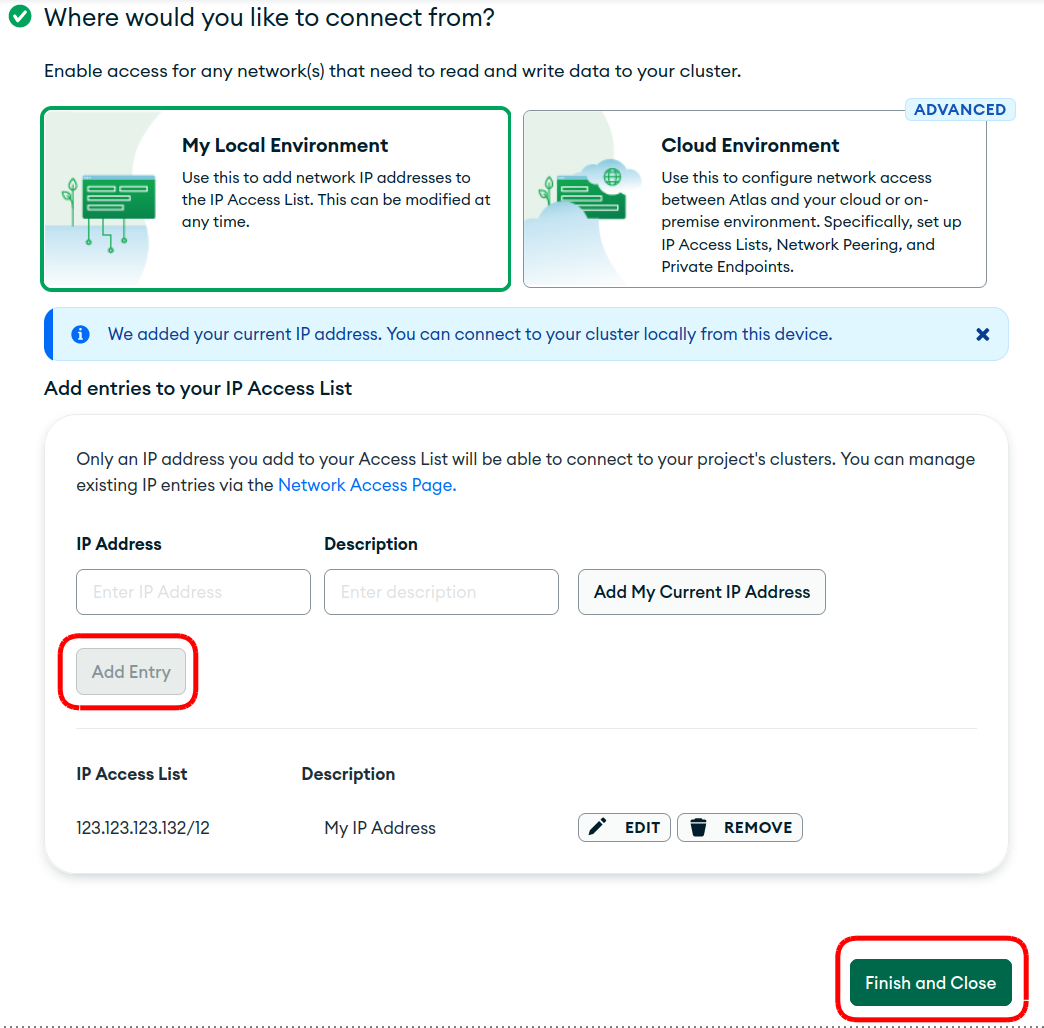 Where would you like to connect from?
Enable access for any network(s) that need to read and write data to your cluster.
ADVANCED
My Local Environment
Use this to add network IP addresses to
the IP Access List. This can be modified at
any time.
Cloud Environment
Use this to configure network access
between Atlas and your cloud or on-
premise environment. Specifically, set up
IP Access Lists, Network Peering, and
Private Endpoints.
We added your current IP address. You can connect to your cluster locally from this device.
Add entries to your IP Access List
Only an IP address you add to your Access List will be able to connect to your project's clusters. You can manage
existing IP entries via the Network Access Page.
IP Address Description
Enter IP Address Enter description Add My Current IP Address
Add Entry
IP Access List Description
123.123.123.132/12 My IP Address EDIT REMOVE
Finish and Close